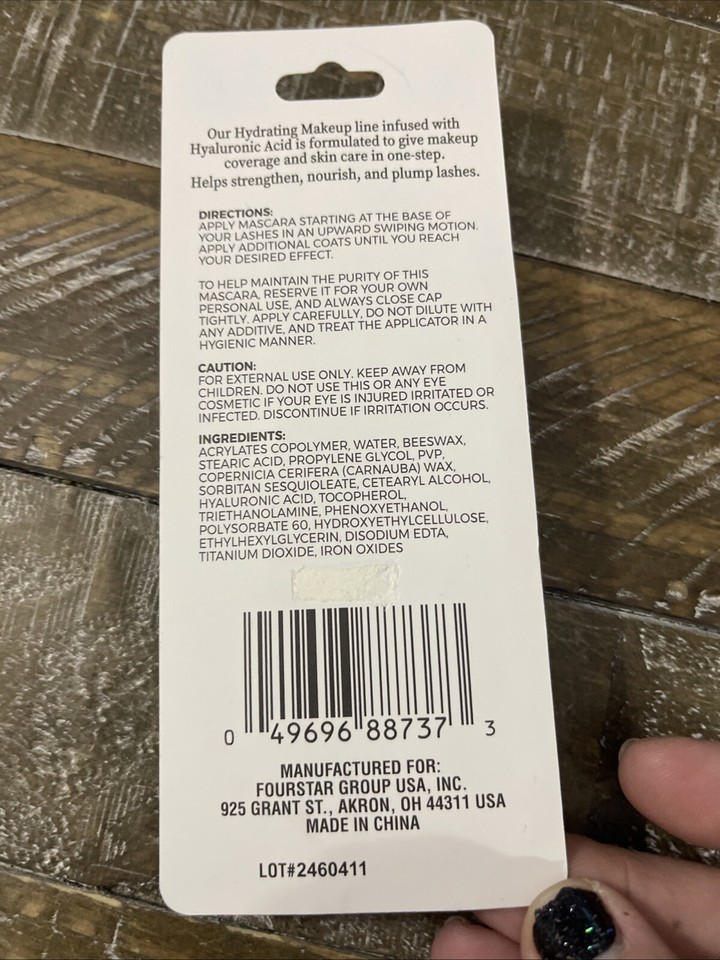 Our Hydrating Makeup line infused with
Hyaluronic Acid is formulated to give makeup
coverage and skin care in one-step.
Helps strengthen, nourish, and plump lashes.
DIRECTIONS:
APPLY MASCARA STARTING AT THE BASE OF
YOUR LASHES IN AN UPWARD SWIPING MOTION.
APPLY ADDITIONAL COATS UNTIL YOU REACH
YOUR DESIRED EFFECT.
TO HELP MAINTAIN THE PURITY OF THIS
MASCARA, RESERVE IT FOR YOUR OWN
PERSONAL USE, AND ALWAYS CLOSE CAP
TIGHTLY. APPLY CAREFULLY, DO NOT DILUTE WITH
ANY ADDITIVE, AND TREAT THE APPLICATOR IN A
HYGIENIC MANNER.
CAUTION:
FOR EXTERNAL USE ONLY. KEEP AWAY FROM
CHILDREN. DO NOT USE THIS OR ANY EYE
COSMETIC IF YOUR EYE IS INJURED IRRITATED OR
INFECTED. DISCONTINUE IF IRRITATION OCCURS.
INGREDIENTS:
ACRYLATES COPOLYMER, WATER, BEESWAX,
STEARIC ACID, PROPYLENE GLYCOL, PVP,
COPERNICIA CERIFERA (CARNAUBA) WAX,
SORBITAN SESQUIOLEATE, CETEARYL ALCOHOL,
HYALURONIC ACID, TOCOPHEROL,
TRIETHANOLAMINE, PHENOXYETHANOL,
POLYSORBATE 60, HYDROXYETHYLCELLULOSE,
ETHYLHEXYLGLYCERIN, DISODIUM EDTA,
TITANIUM DIOXIDE, IRON OXIDES
0 49696 88737 3
MANUFACTURED FOR:
FOURSTAR GROUP USA, INC.
925 GRANT ST., AKRON, OH 44311 USA
MADE IN CHINA
LOT#2460411